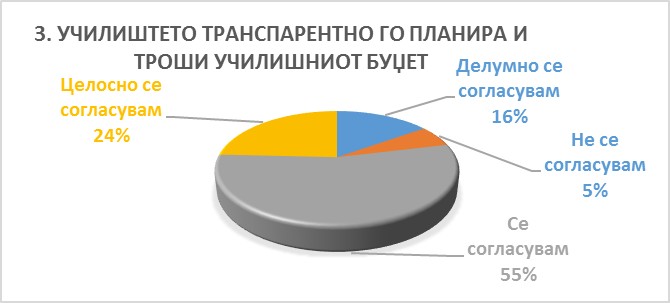 3. УЧИЛИШТЕТО ТРАНСПАРЕНТНО ГО ПЛАНИРА И
ТРОШИ УЧИЛИШНИОТ БУЏЕТ
Делумно се
согласувам
16%
Не се
согласувам
5%
Се
согласувам
55%
Целосно се
согласувам
24%